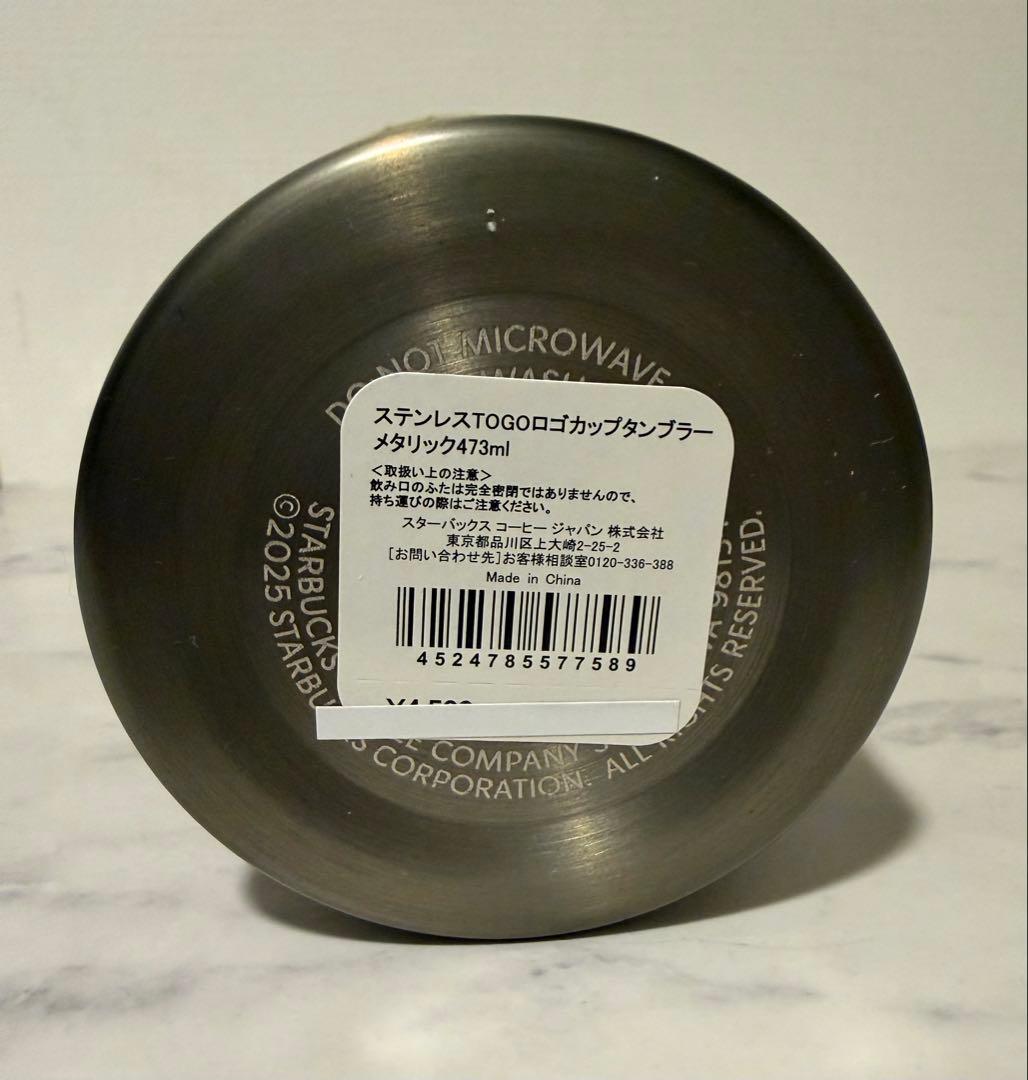 DO NOT MICROWAVE
ステンレスTOGOロゴカップタンブラー
メタリック473ml
＜取扱い上の注意＞
飲み口のふたは完全密閉ではありませんので、
持ち運びの際はご注意ください。
スターバックス コーヒー ジャパン 株式会社
東京都品川区上大崎2-25-2
［お問い合わせ先］お客様相談室0120-336-388
Made in China
4524785577589
STARBUCKS COMPANY
©2025 STARBU S CORPORATION. ALL RIGHTS RESERVED.